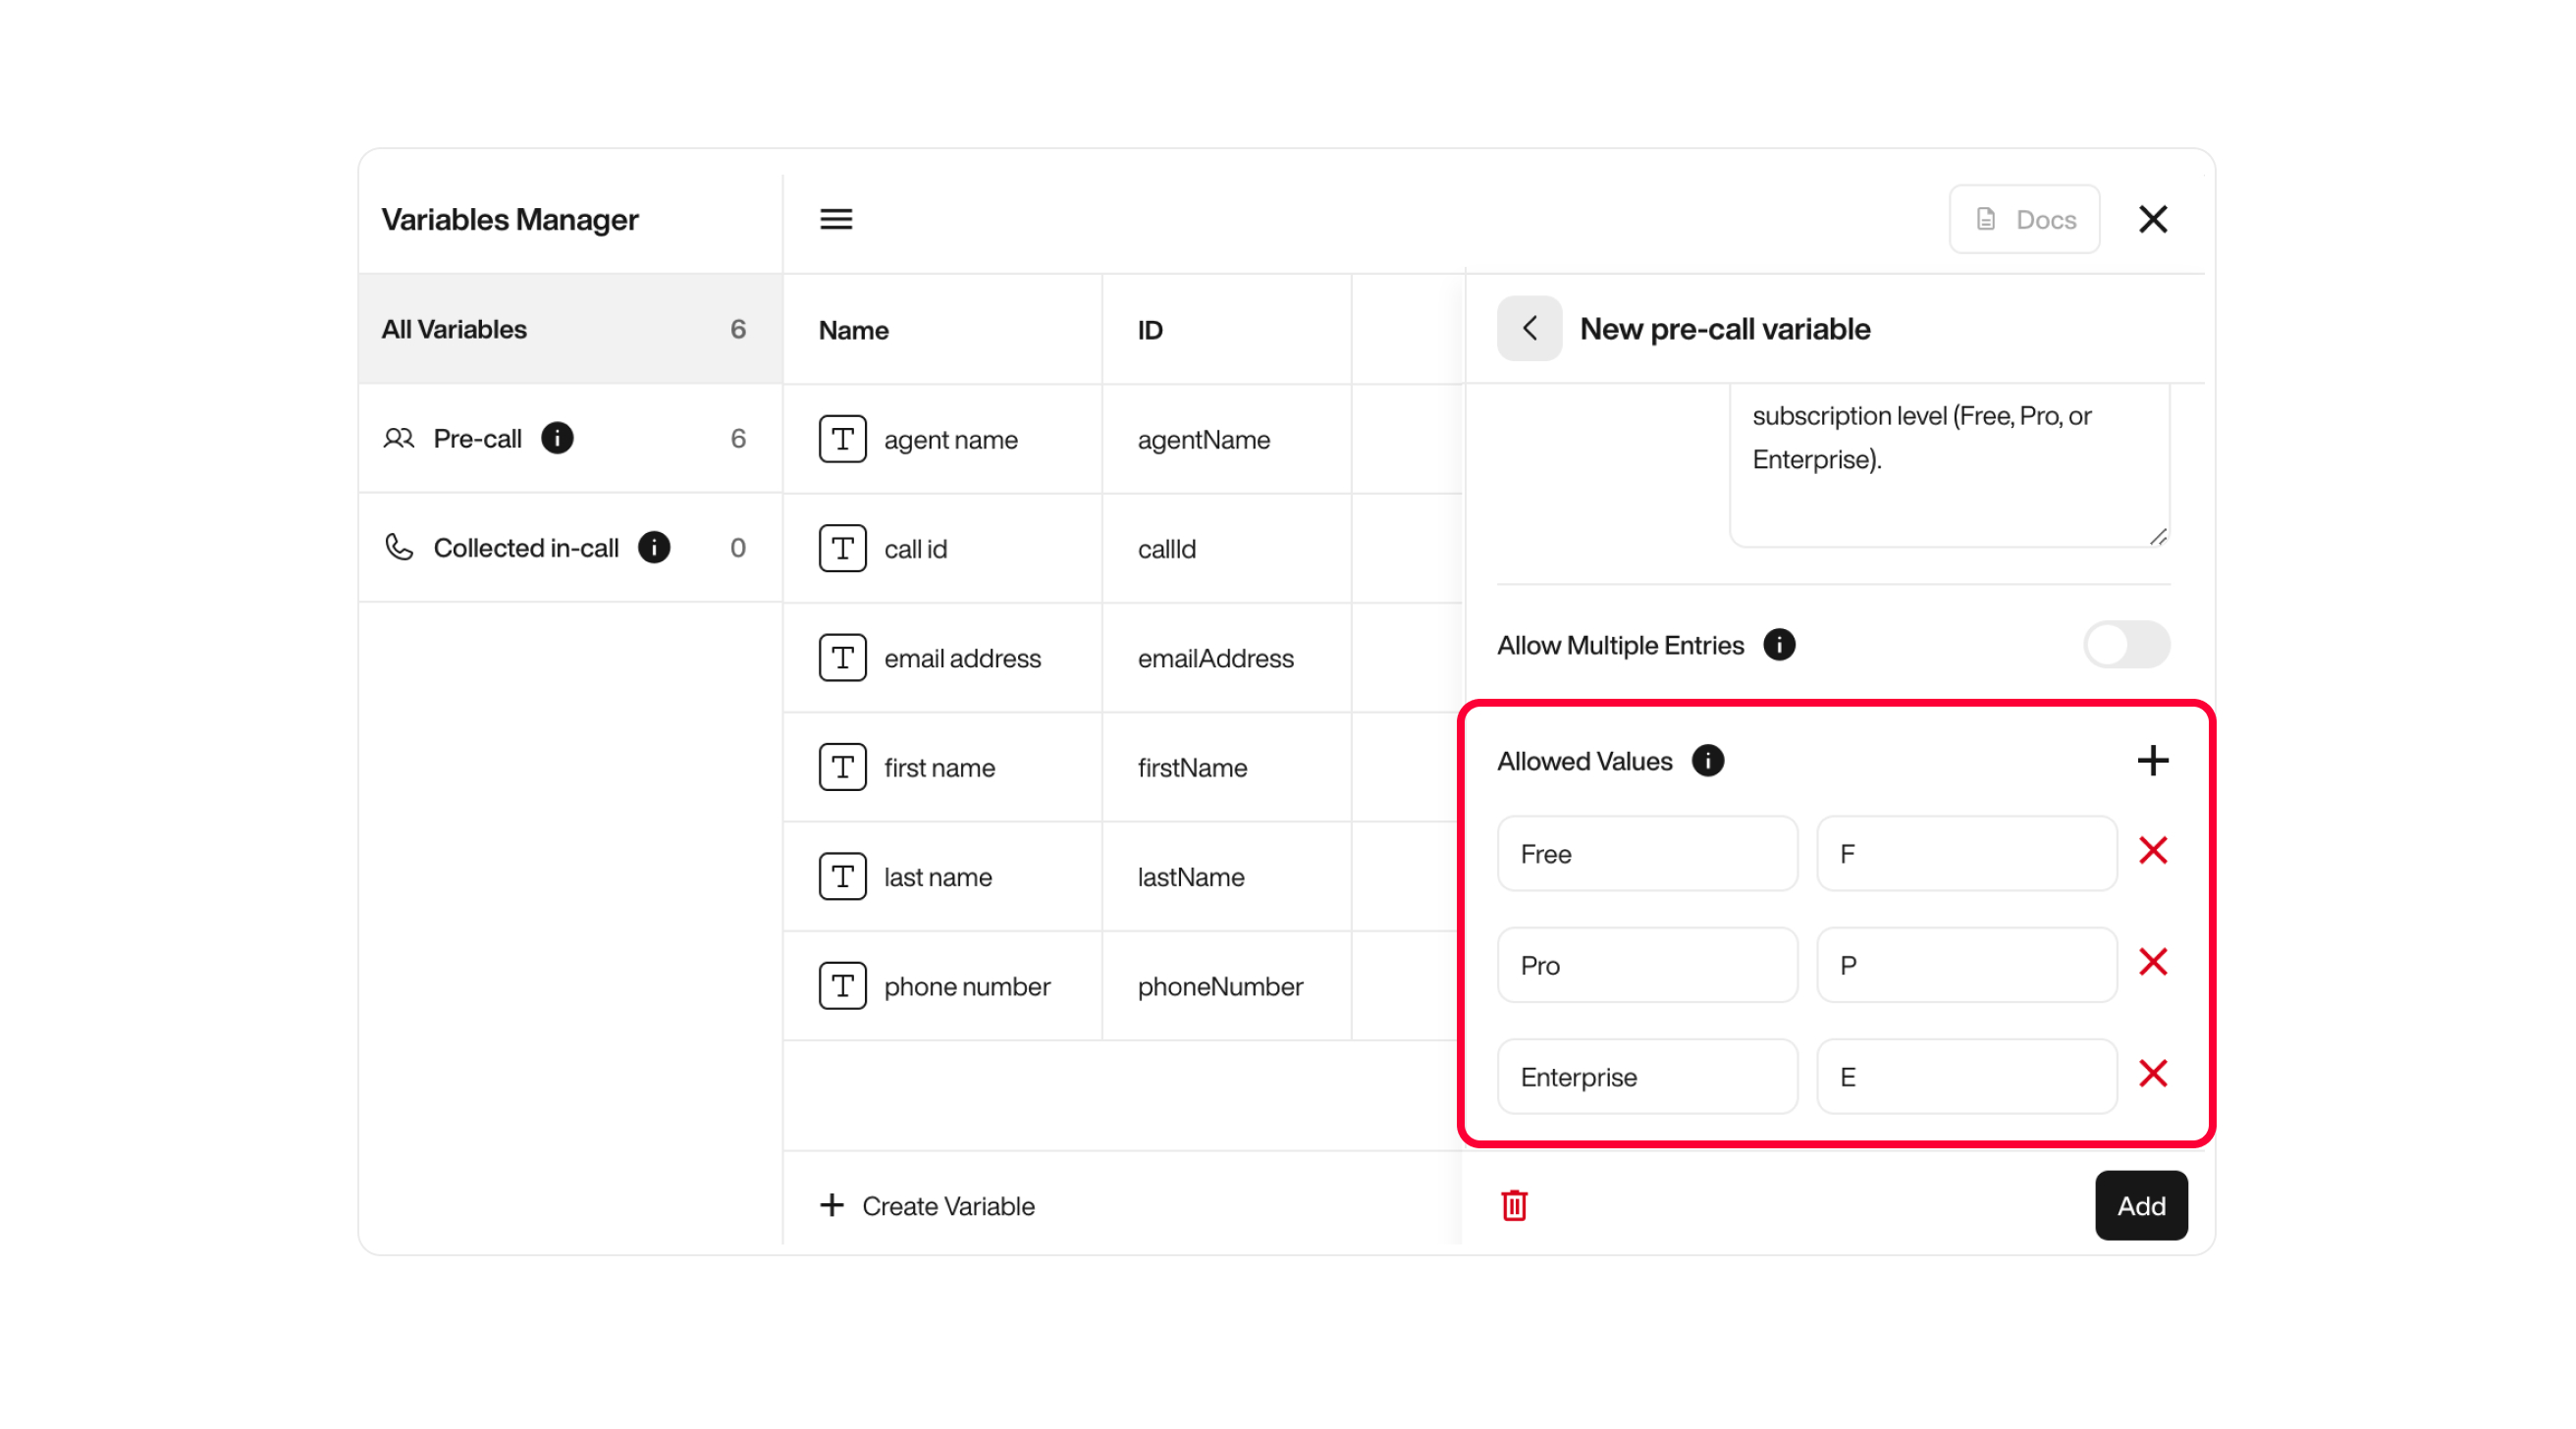 Variables Manager
Docs
All Variables 6
Pre-call 6
Collected in-call 0
Name ID
agent name agentName
call id callId
email address emailAddress
first name firstName
last name lastName
phone number phoneNumber
Create Variable
New pre-call variable
subscription level (Free, Pro, or
Enterprise).
Allow Multiple Entries
Allowed Values
Free F
Pro P
Enterprise E
Add